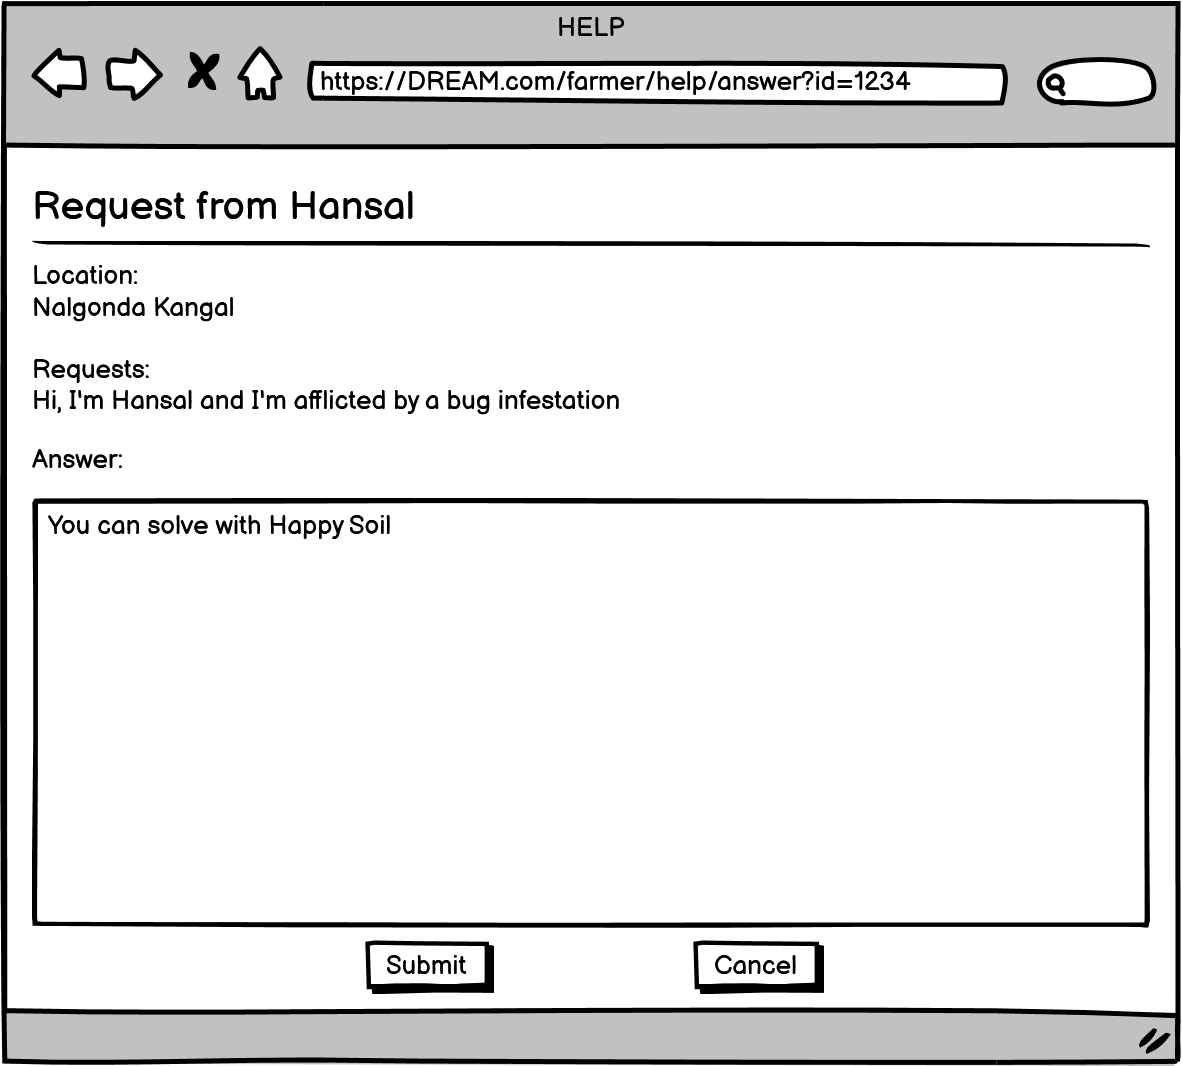 HELP
https://DREAM.com/farmer/help/answer?id=1234
Request from Hansal
Location:
Nalgonda Kangal
Requests:
Hi, I'm Hansal and I'm afflicted by a bug infestation
Answer:
You can solve with Happy Soil
Submit
Cancel